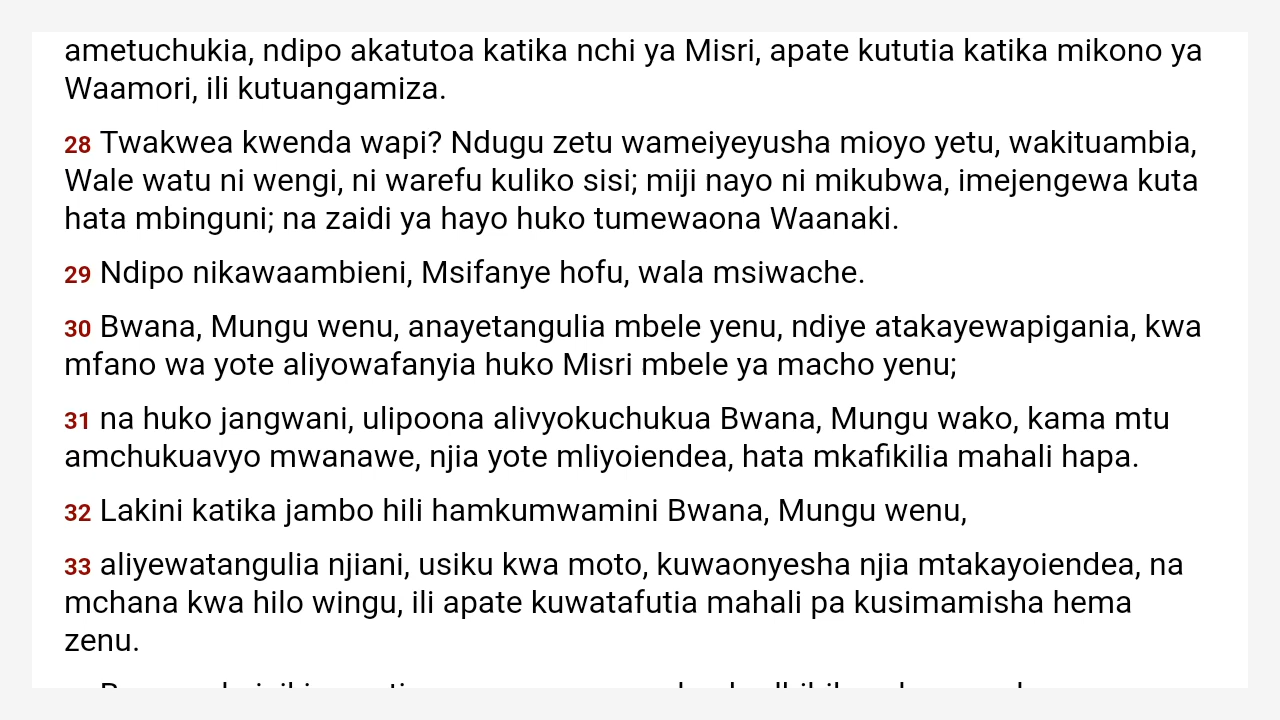 ametuchukia, ndipo akatutoa katika nchi ya Misri, apate kututia katika mikono ya
Waamori, ili kutuangamiza.
28 Twakwea kwenda wapi? Ndugu zetu wameiyeyusha mioyo yetu, wakituambia,
Wale watu ni wengi, ni warefu kuliko sisi; miji nayo ni mikubwa, imejengewa kuta
hata mbinguni; na zaidi ya hayo huko tumewaona Waanaki.
29 Ndipo nikawaambieni, Msifanye hofu, wala msiwache.
30 Bwana, Mungu wenu, anayetangulia mbele yenu, ndiye atakayewapigania, kwa
mfano wa yote aliyowafanyia huko Misri mbele ya macho yenu;
31 na huko jangwani, ulipoona alivyokuchukua Bwana, Mungu wako, kama mtu
amchukuavyo mwanawe, njia yote mliyoiendea, hata mkafikilia mahali hapa.
32 Lakini katika jambo hili hamkumwamini Bwana, Mungu wenu,
33 aliyewatangulia njiani, usiku kwa moto, kuwaonyesha njia mtakayoiendea, na
mchana kwa hilo wingu, ili apate kuwatafutia mahali pa kusimamisha hema
zenu.